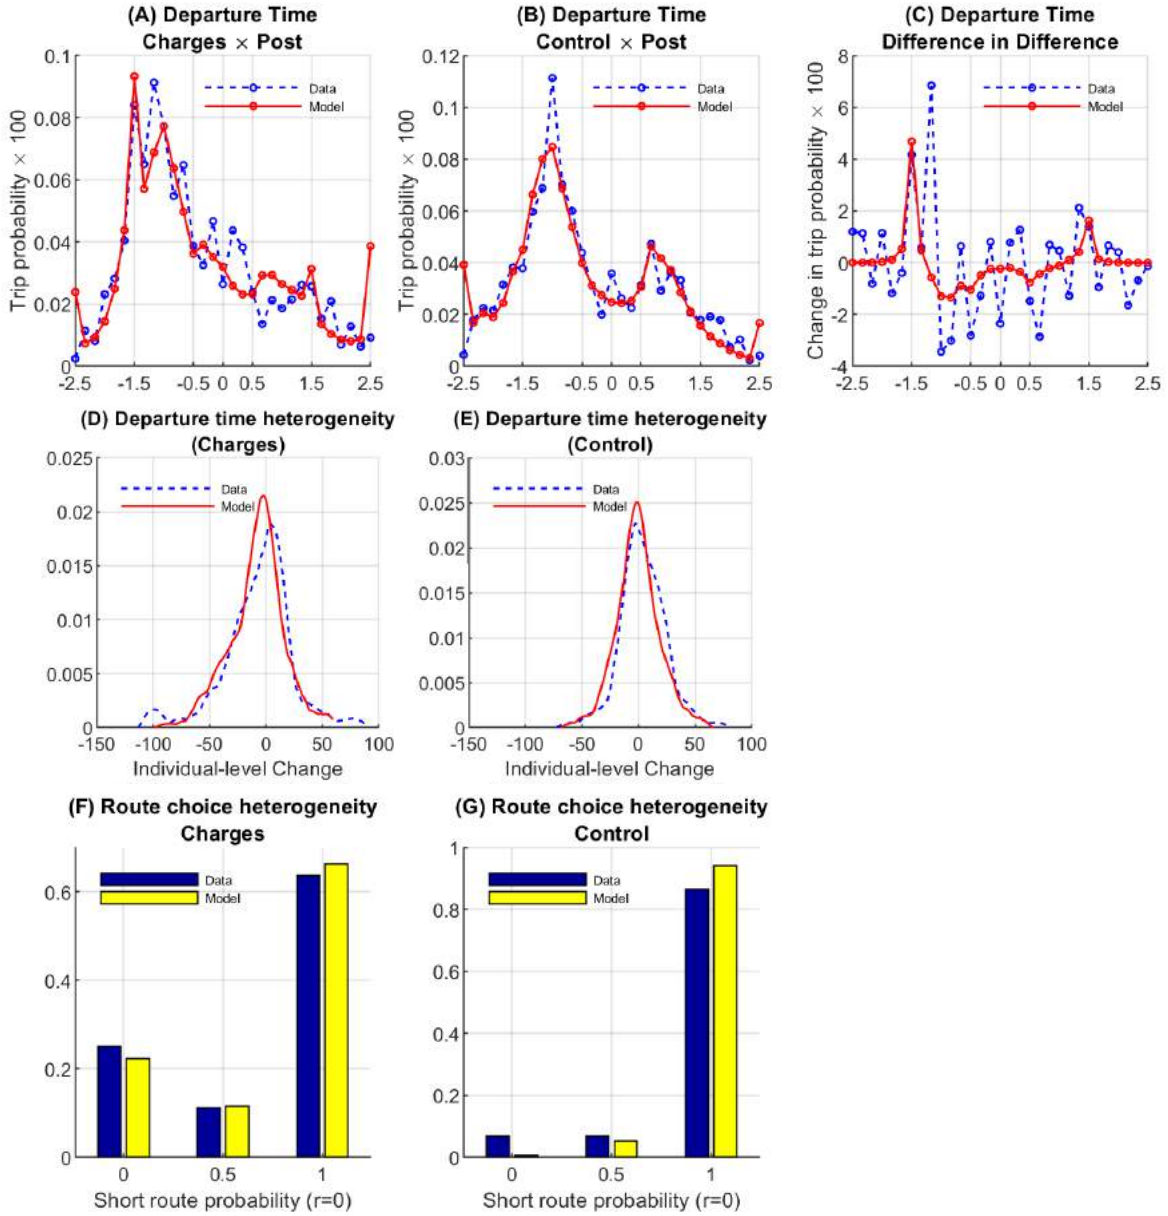 (A) Departure Time
Charges × Post
Trip probability × 100
0.1
0.08
0.06
0.04
0.02
0
Data
Model
-2.5 -1.5 -0.5 0 0.5 1.5 2.5
(B) Departure Time
Control × Post
Trip probability × 100
0.12
0.1
0.08
0.06
0.04
0.02
0
Data
Model
-2.5 -1.5 -0.5 0 0.5 1.5 2.5
(C) Departure Time
Difference in Difference
Change in trip probability × 100
8
6
4
2
0
-2
-4
Data
Model
-2.5 -1.5 -0.5 0 0.5 1.5 2.5
(D) Departure time heterogeneity
(Charges)
0.025
0.02
0.015
0.01
0.005
0
Data
Model
-150 -100 -50 0 50 100
Individual-level Change
(E) Departure time heterogeneity
(Control)
0.03
0.025
0.02
0.015
0.01
0.005
0
Data
Model
-150 -100 -50 0 50 100
Individual-level Change
(F) Route choice heterogeneity
Charges
0.6
0.4
0.2
0
Data
Model
0 0.5 1
Short route probability (r=0)
(G) Route choice heterogeneity
Control
1
0.8
0.6
0.4
0.2
0
Data
Model
0 0.5 1
Short route probability (r=0)